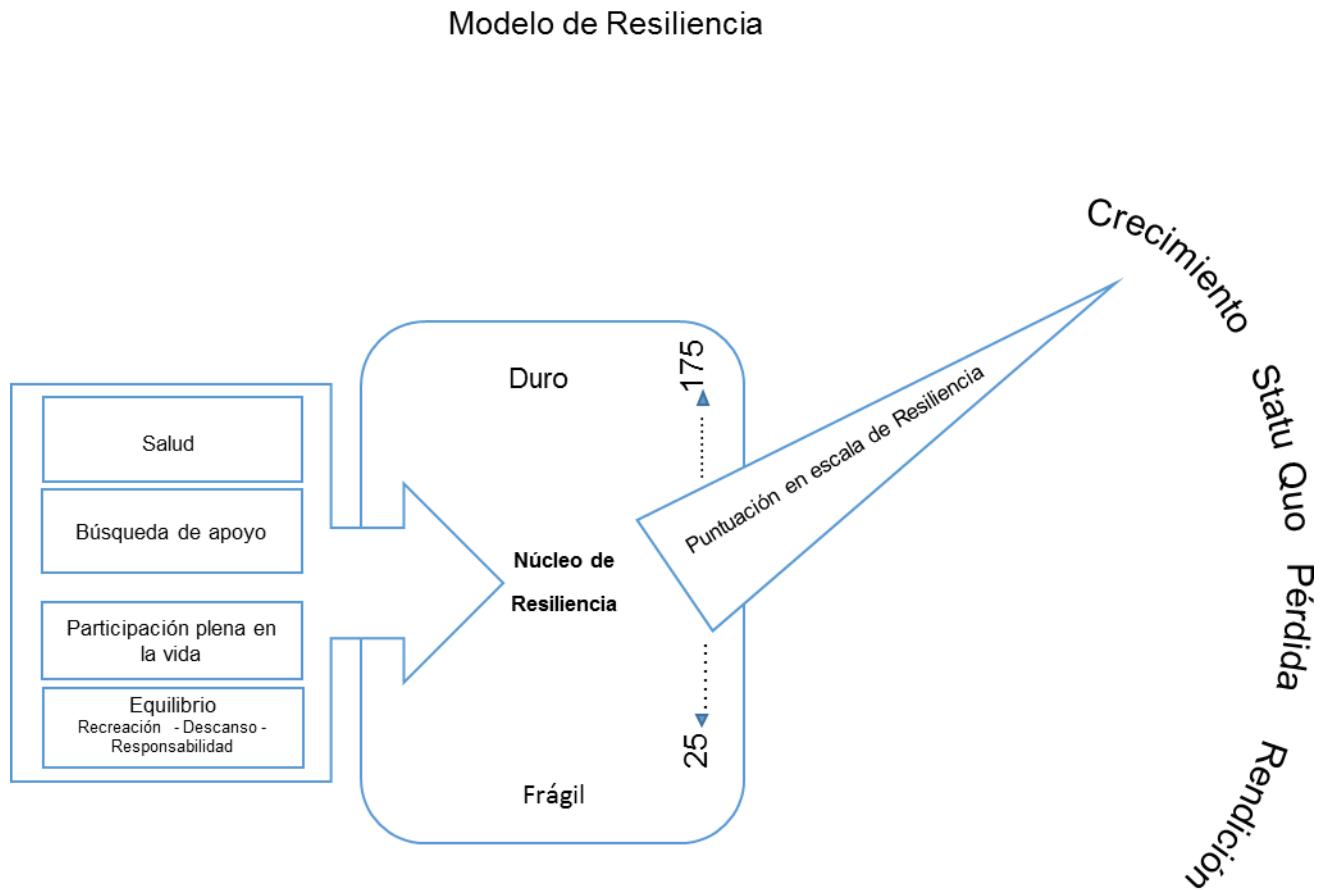 Modelo de Resiliencia
Salud
Búsqueda de apoyo
Participación plena en
la vida
Equilibrio
Recreación - Descanso -
Responsabilidad
Duro
175
Núcleo de
Resiliencia
25
Frágil
Puntuación en escala de Resiliencia
Crecimiento
Statu Quo
Pérdida
Rendición